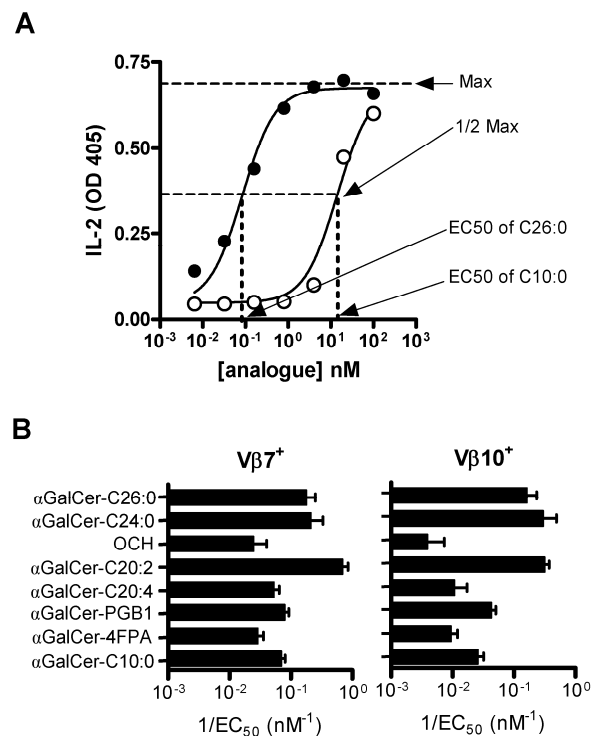 A
0.75
0.50
0.25
0.00
IL-2 (OD 405)
Max
1/2 Max
EC50 of C26:0
EC50 of C10:0
10⁻³ 10⁻² 10⁻¹ 10⁰ 10¹ 10² 10³
[analogue] nM
B
Vβ7⁺ Vβ10⁺
αGalCer-C26:0
αGalCer-C24:0
OCH
αGalCer-C20:2
αGalCer-C20:4
αGalCer-PGB1
αGalCer-4FPA
αGalCer-C10:0
10⁻³ 10⁻² 10⁻¹ 10⁰ 10⁻³ 10⁻² 10⁻¹ 10⁰
1/EC₅₀ (nM⁻¹) 1/EC₅₀ (nM⁻¹)